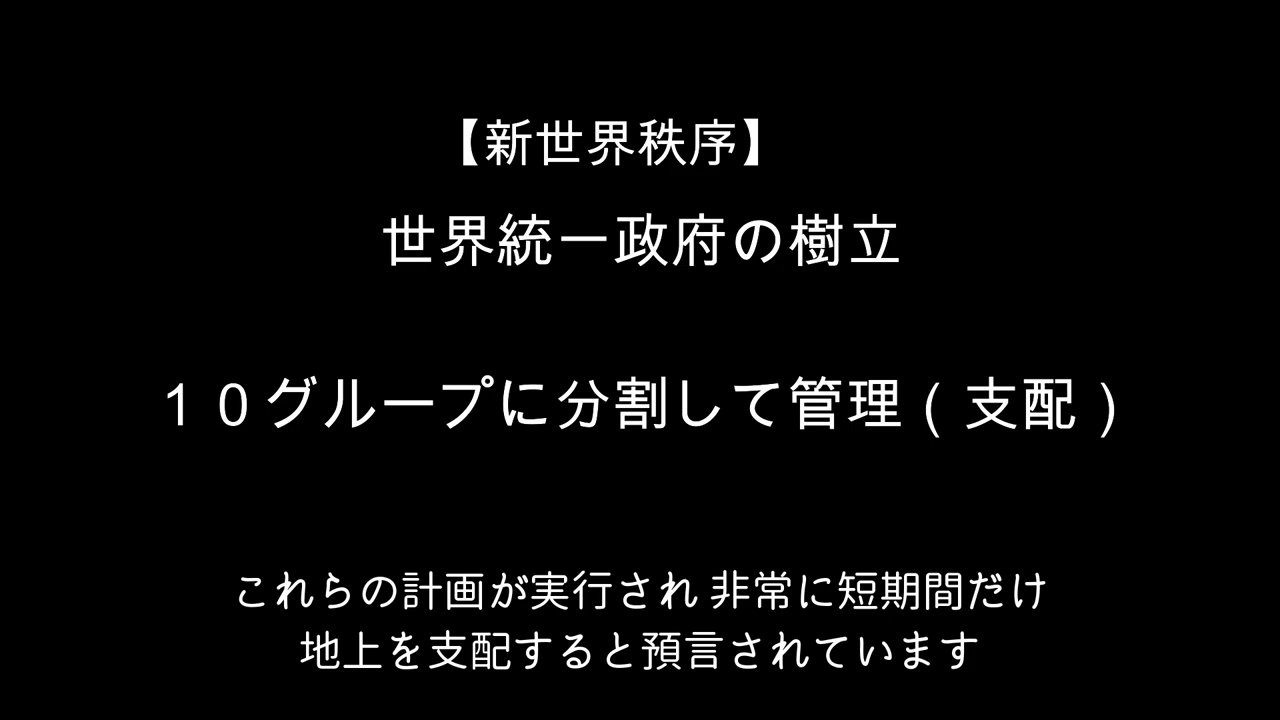 【新世界秩序】
世界統一政府の樹立
１０グループに分割して管理（支配）
これらの計画が実行され 非常に短期間だけ
地上を支配すると預言されています